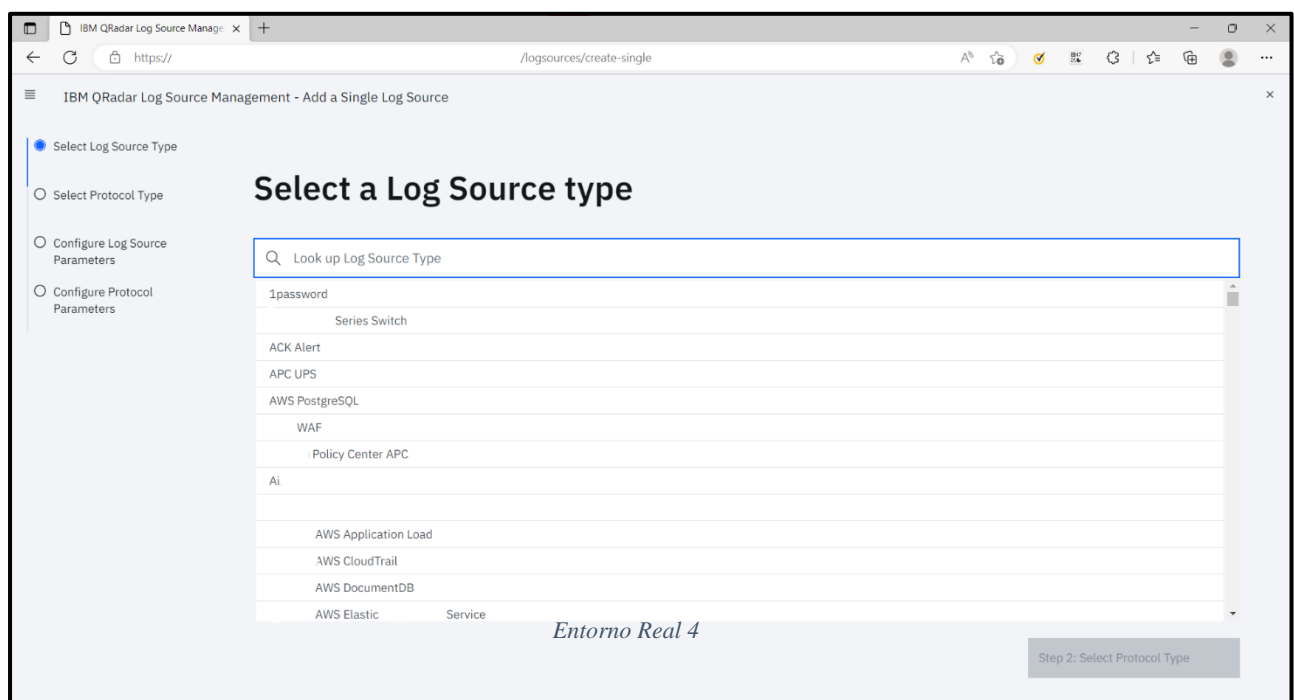 IBM QRadar Log Source Manage
https://
/logsources/create-single
IBM QRadar Log Source Management - Add a Single Log Source
Select Log Source Type
Select Protocol Type
Configure Log Source
Parameters
Configure Protocol
Parameters
Select a Log Source type
Look up Log Source Type
1password
Series Switch
ACK Alert
APC UPS
AWS PostgreSQL
WAF
Policy Center APC
Ai
AWS Application Load
AWS CloudTrail
AWS DocumentDB
AWS Elastic Service
Entorno Real 4
Step 2: Select Protocol Type